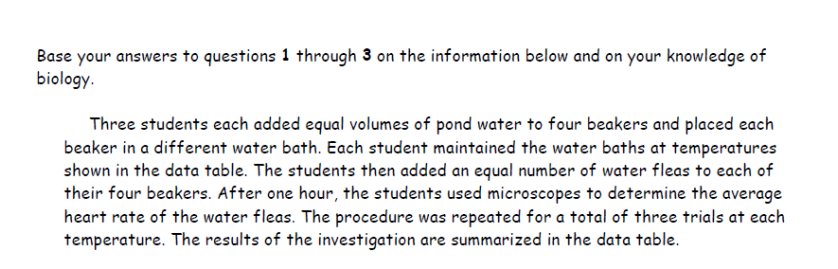 Base your answers to questions 1 through 3 on the information below and on your knowledge of
biology.
Three students each added equal volumes of pond water to four beakers and placed each
beaker in a different water bath. Each student maintained the water baths at temperatures
shown in the data table. The students then added an equal number of water fleas to each of
their four beakers. After one hour, the students used microscopes to determine the average
heart rate of the water fleas. The procedure was repeated for a total of three trials at each
temperature. The results of the investigation are summarized in the data table.